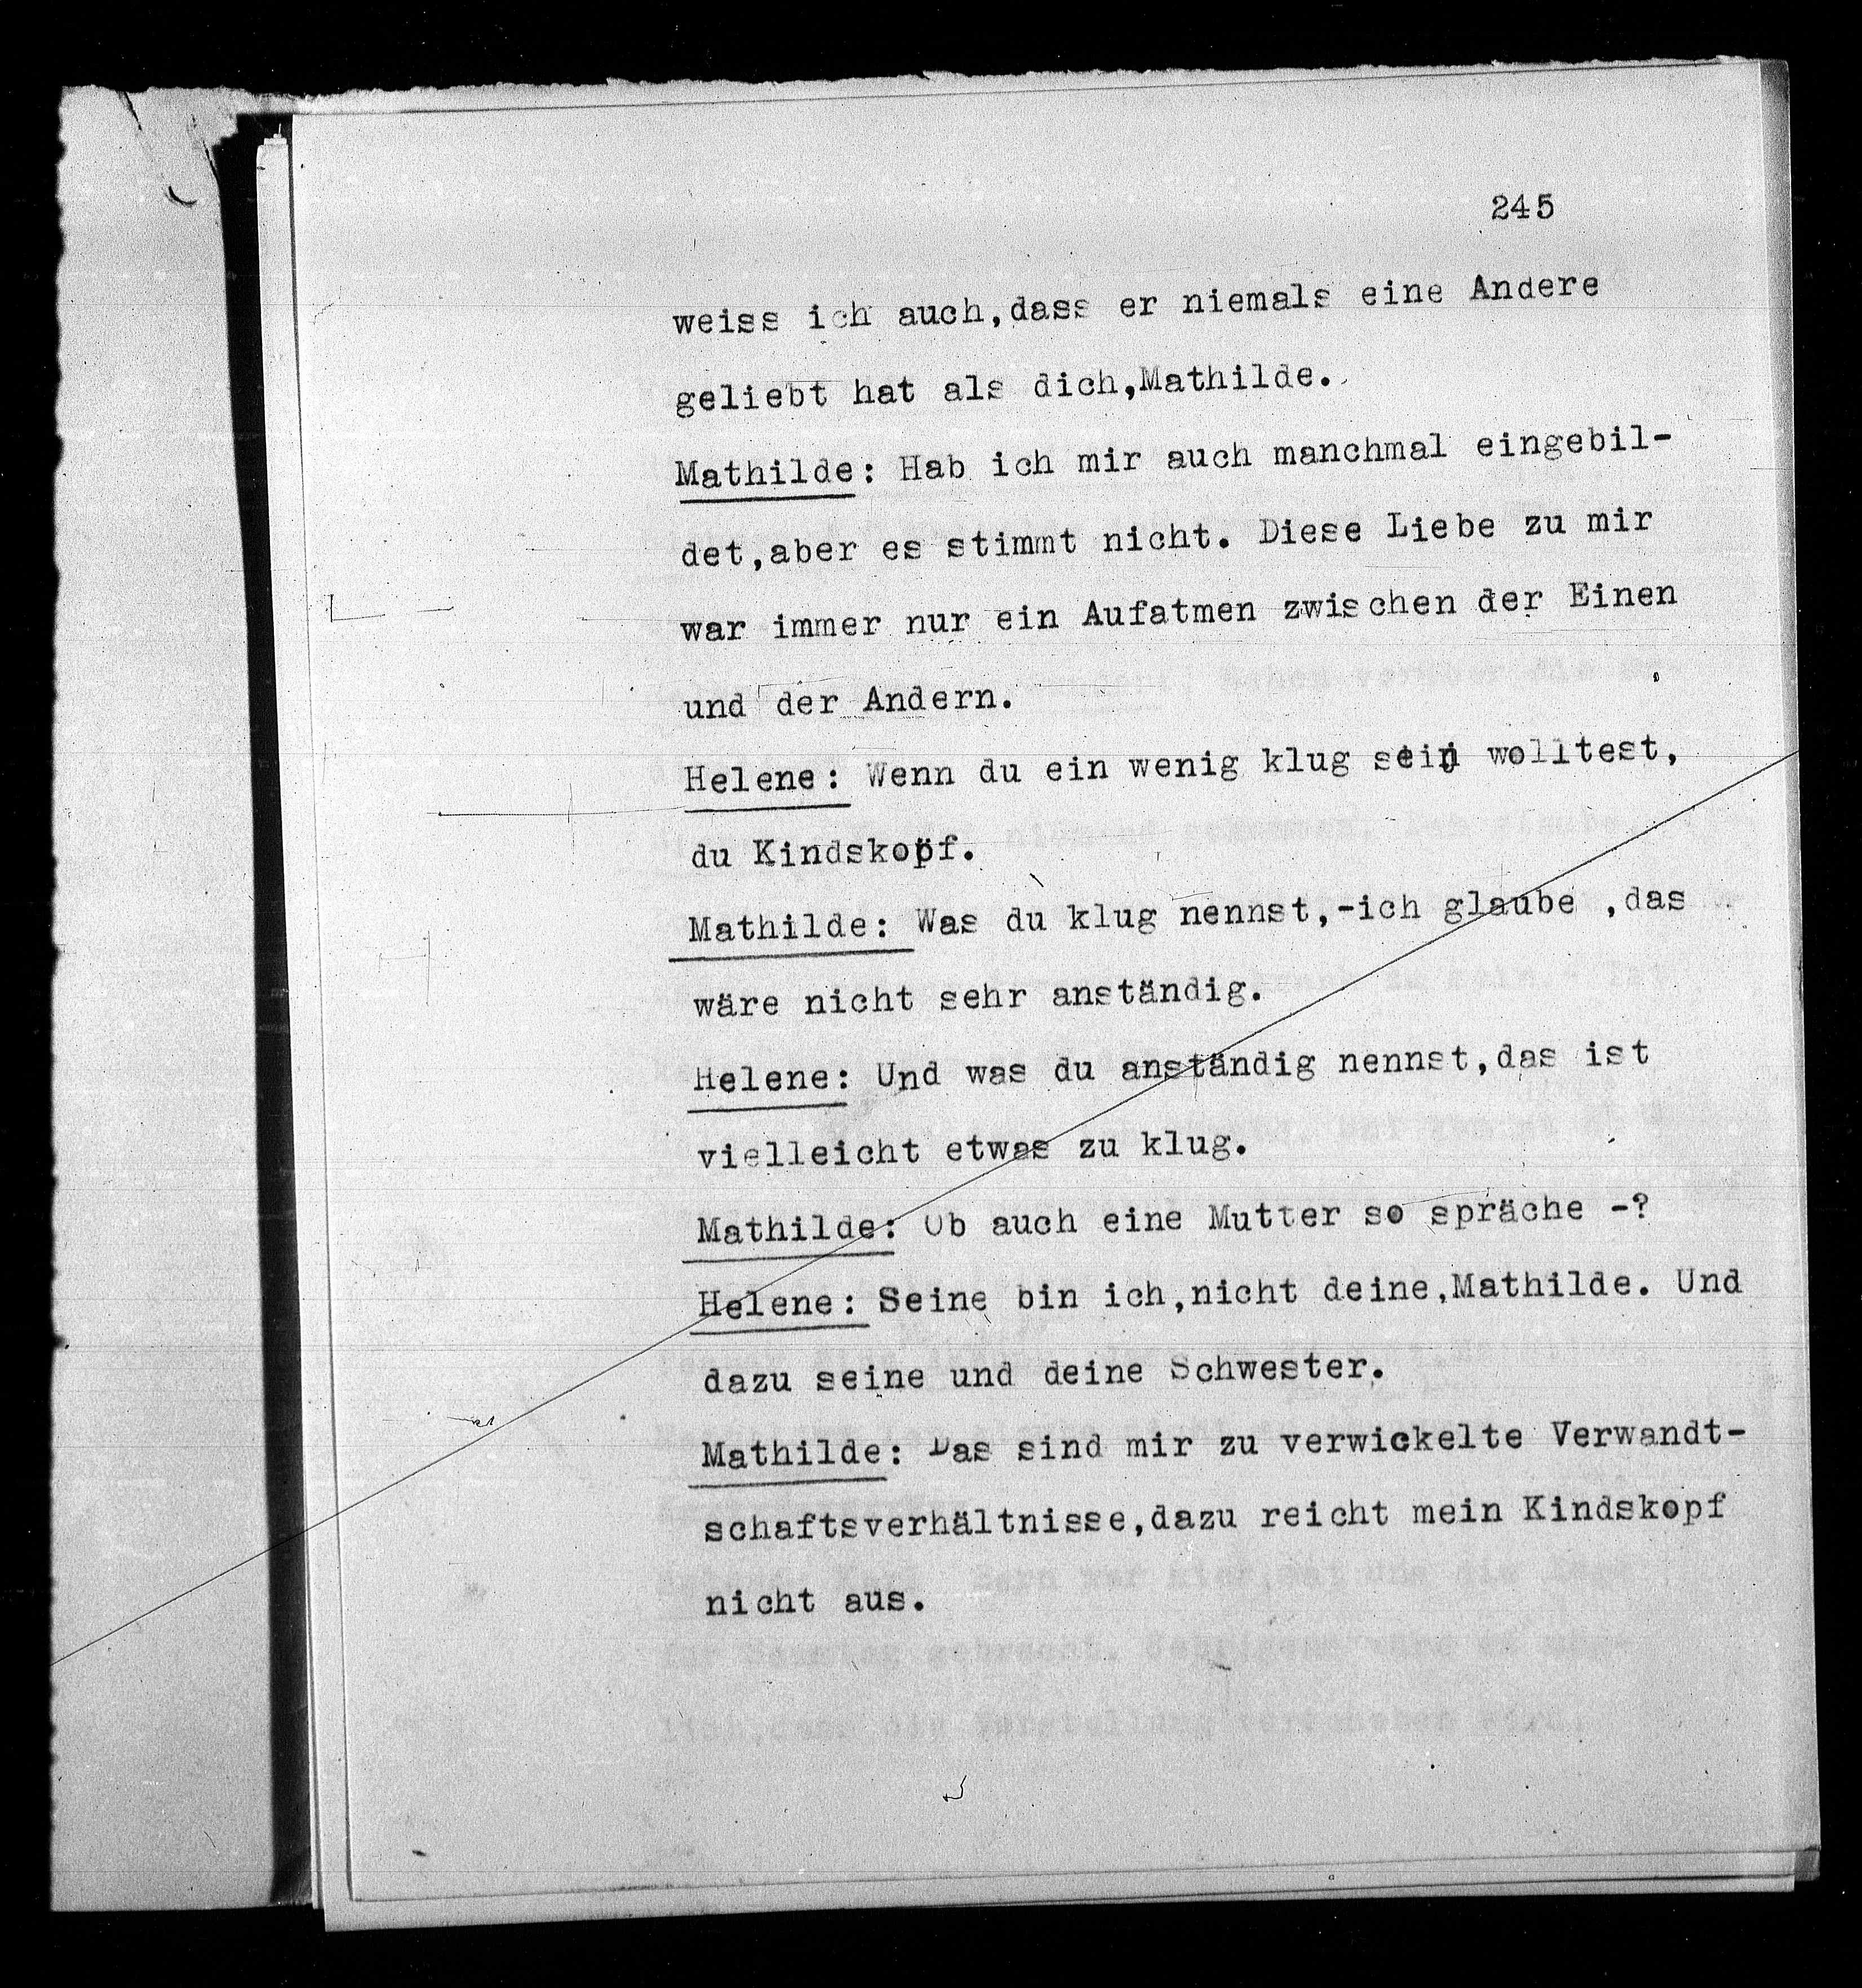 245
weiss ich auch,dass er niemals eine Andere
geliebt hat als dich,Mathilde.
Mathilde: Hab ich mir auch manchmal eingebil-
det,aber es stimmt nicht. Diese Liebe zu mir
war immer nur ein Aufatmen zwischen der Einen
und der Andern.
Helene: Wenn du ein wenig klug sein wolltest,
du Kindskopf.
Mathilde: Was du klug nennst,-ich glaube ,das
wäre nicht sehr anständig.
Helene: Und was du anständig nennst,das ist
vielleicht etwas zu klug.
Mathilde: Ob auch eine Mutter so spräche -?
Helene: Seine bin ich,nicht deine,Mathilde. Und
dazu seine und deine Schwester.
Mathilde: Das sind mir zu verwickelte Verwandt-
schaftsverhältnisse,dazu reicht mein Kindskopf
nicht aus.